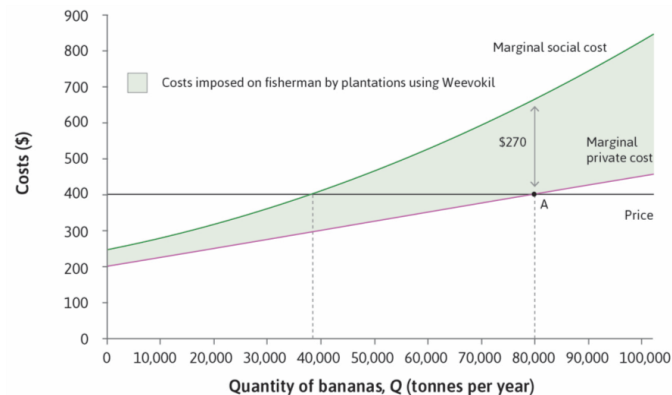 900
800
700
600
500
400
300
200
100
0
Costs ($)
Marginal social cost
Costs imposed on fisherman by plantations using Weevokil
$270
Marginal
private cost
A
Price
0 10,000 20,000 30,000 40,000 50,000 60,000 70,000 80,000 90,000 100,000
Quantity of bananas, Q (tonnes per year)